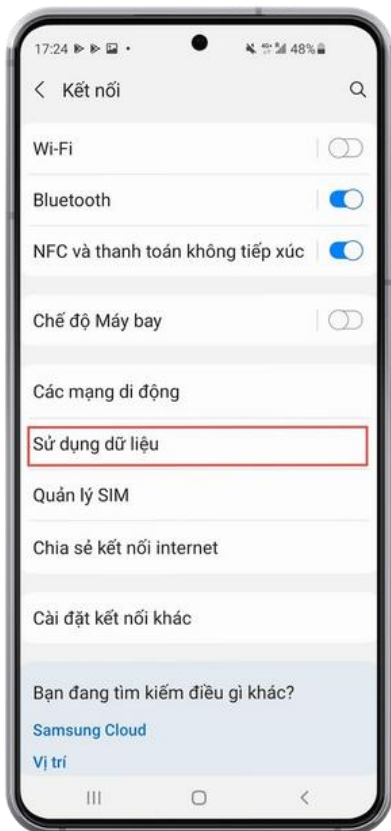 17:24 48%
Kết nối
Wi-Fi
Bluetooth
NFC và thanh toán không tiếp xúc
Chế độ Máy bay
Các mạng di động
Sử dụng dữ liệu
Quản lý SIM
Chia sẻ kết nối internet
Cài đặt kết nối khác
Bạn đang tìm kiếm điều gì khác?
Samsung Cloud
Vị trí